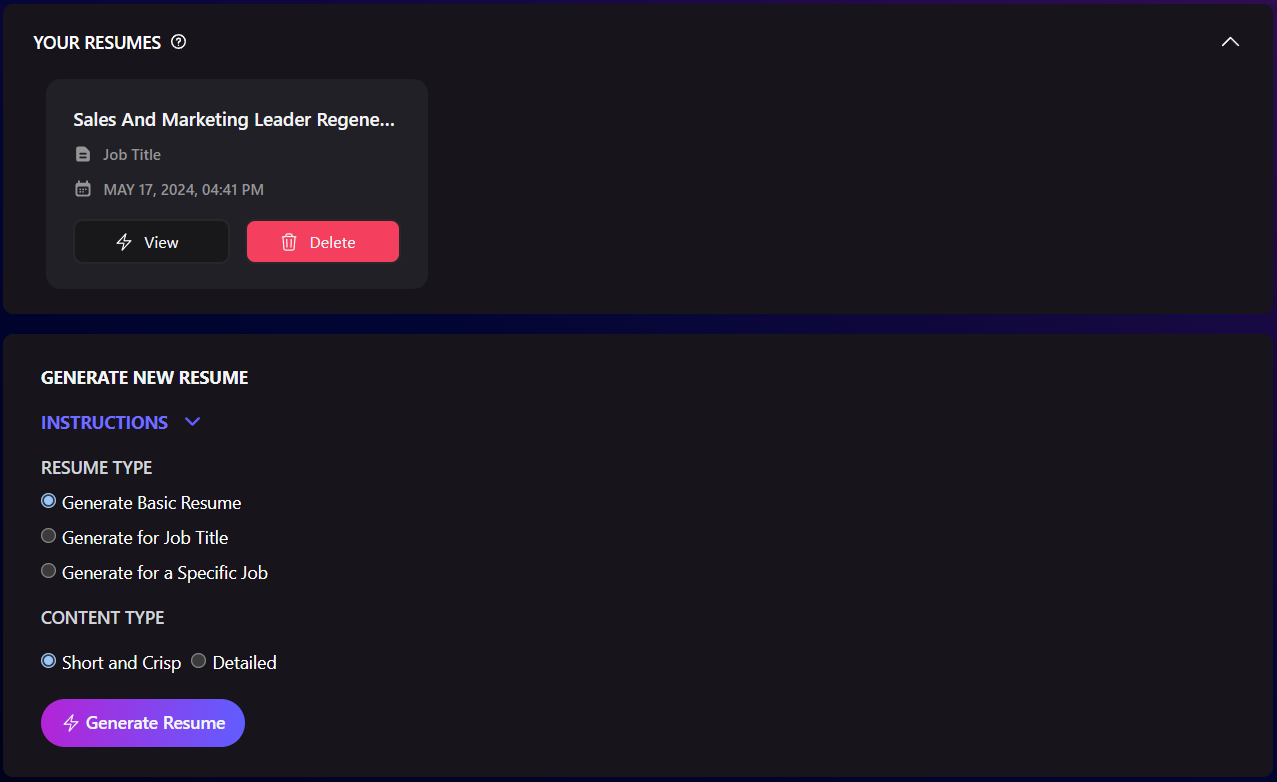 YOUR RESUMES
Sales And Marketing Leader Regene...
Job Title
MAY 17, 2024, 04:41 PM
View Delete
GENERATE NEW RESUME
INSTRUCTIONS
RESUME TYPE
Generate Basic Resume
Generate for Job Title
Generate for a Specific Job
CONTENT TYPE
Short and Crisp Detailed
Generate Resume